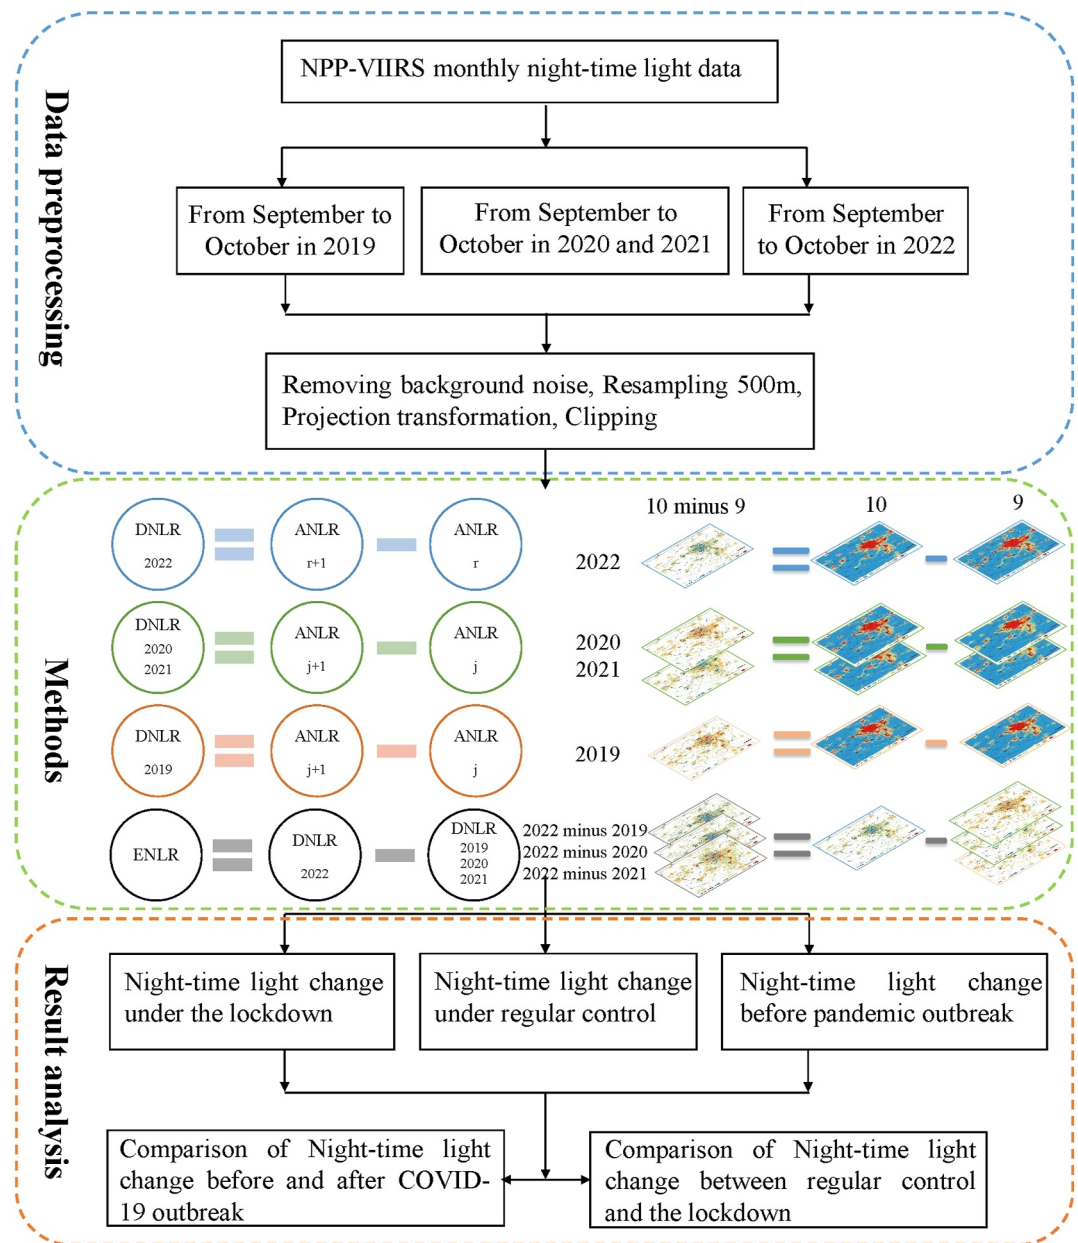 Data preprocessing
NPP-VIIRS monthly night-time light data
From September to
October in 2019
From September to
October in 2020 and 2021
From September
to October in 2022
Removing background noise, Resampling 500m,
Projection transformation, Clipping
Methods
DNLR
2022
ANLR
r+1
ANLR
r
DNLR
2020
2021
ANLR
j+1
ANLR
j
DNLR
2019
ANLR
j+1
ANLR
j
ENLR
DNLR
2022
DNLR
2019
2020
2021
10 minus 9
10
9
2022
2020
2021
2019
2022 minus 2019
2022 minus 2020
2022 minus 2021
Result analysis
Night-time light change
under the lockdown
Night-time light change
under regular control
Night-time light change
before pandemic outbreak
Comparison of Night-time light
change before and after COVID-
19 outbreak
Comparison of Night-time light
change between regular control
and the lockdown